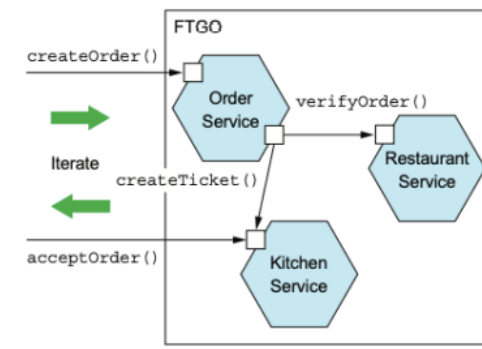 FTGO
createOrder()
Order
Service
verifyOrder()
Restaurant
Service
Iterate
createTicket()
acceptOrder()
Kitchen
Service